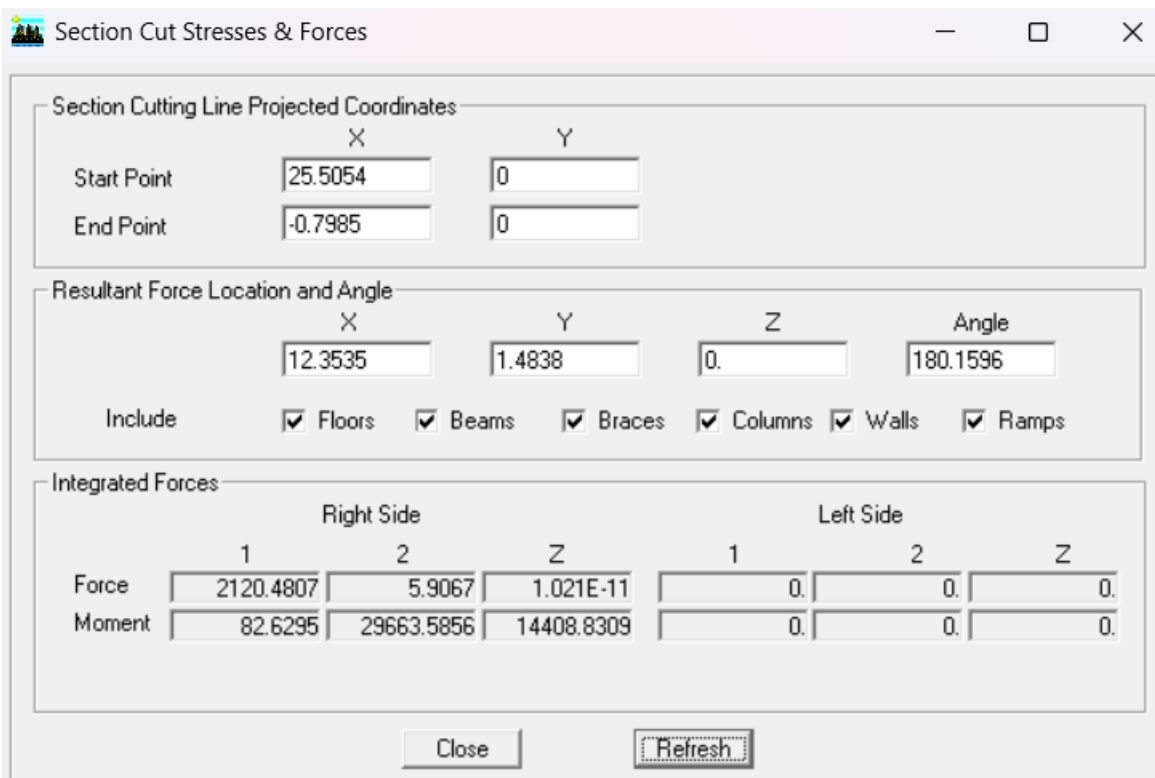 Section Cut Stresses & Forces
Section Cutting Line Projected Coordinates
X Y
Start Point 25.5054 0
End Point -0.7985 0
Resultant Force Location and Angle
X Y Z Angle
12.3535 1.4838 0. 180.1596
Include Floors Beams Braces Columns Walls Ramps
Integrated Forces
Right Side Left Side
1 2 Z 1 2 Z
Force 2120.4807 5.9067 1.021E-11 0. 0. 0.
Moment 82.6295 29663.5856 14408.8309 0. 0. 0.
Close Refresh